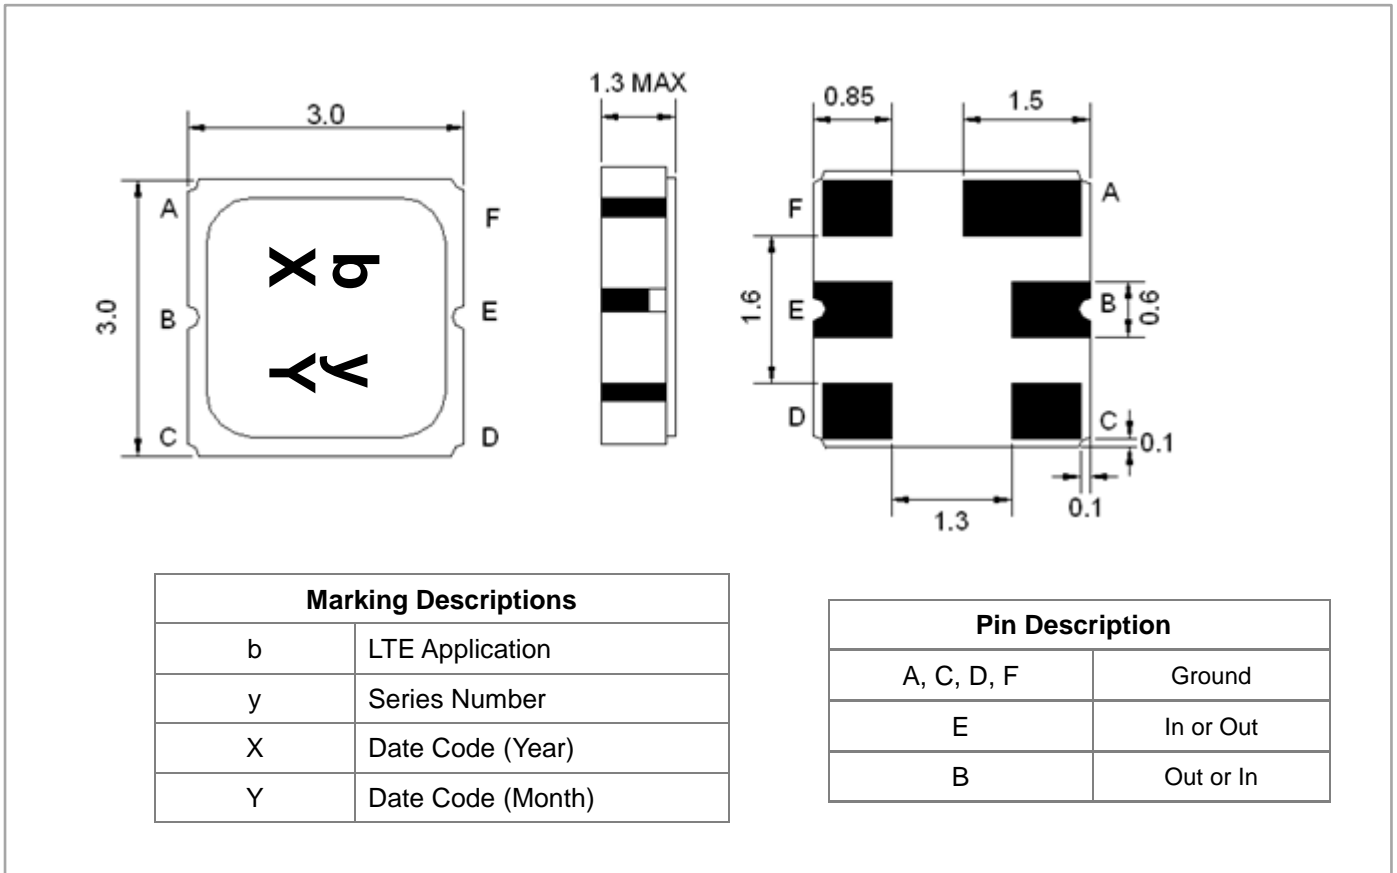 3.0
3.0
A
B
C
F
E
D
X b
Y y
1.3 MAX
0.85
1.5
F
E
D
A
B
C
1.6
0.6
0.1
0.1
1.3
Marking Descriptions
b LTE Application
y Series Number
X Date Code (Year)
Y Date Code (Month)
Pin Description
A, C, D, F Ground
E In or Out
B Out or In